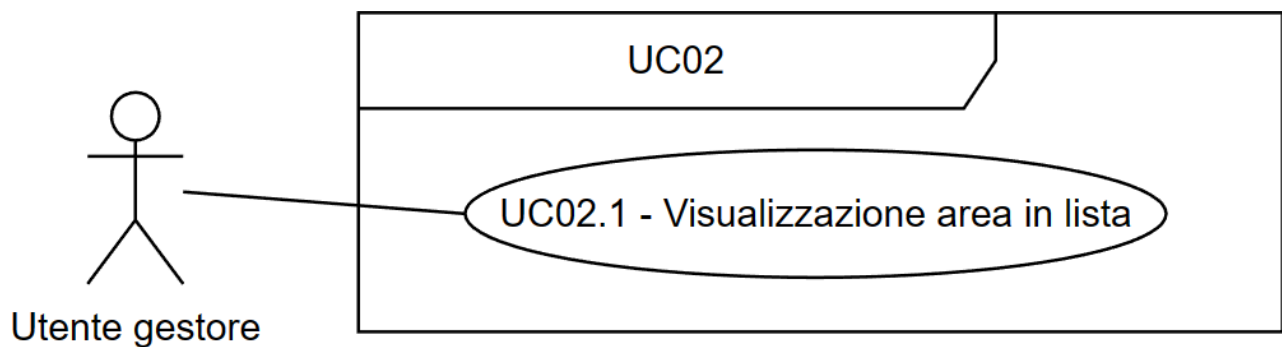 UC02
UC02.1 - Visualizzazione area in lista
Utente gestore